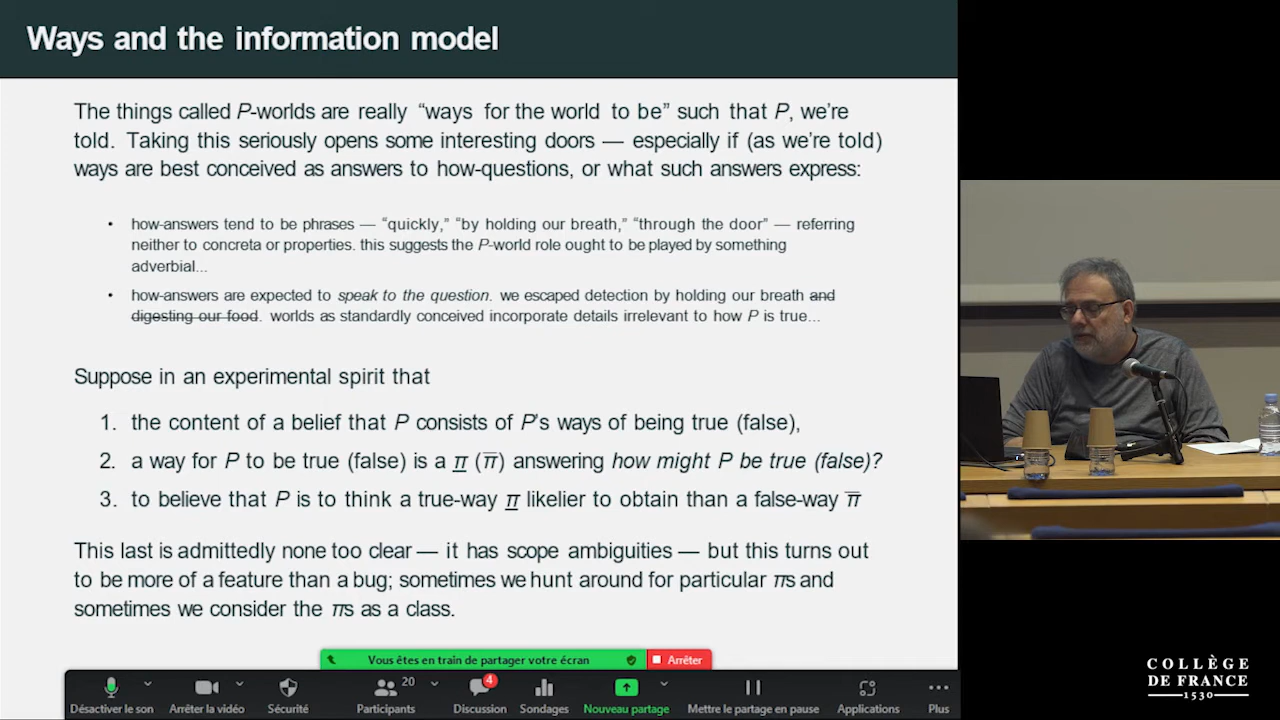 Ways and the information model
The things called P-worlds are really “ways for the world to be” such that P, we’re
told. Taking this seriously opens some interesting doors — especially if (as we’re told)
ways are best conceived as answers to how-questions, or what such answers express:
• how-answers tend to be phrases — “quickly,” “by holding our breath,” “through the door” — referring
neither to concreta or properties. this suggests the P-world role ought to be played by something
adverbial...
• how-answers are expected to speak to the question. we escaped detection by holding our breath and
digesting our food. worlds as standardly conceived incorporate details irrelevant to how P is true...
Suppose in an experimental spirit that
1. the content of a belief that P consists of P's ways of being true (false),
2. a way for P to be true (false) is a π̲ (π̅) answering how might P be true (false)?
3. to believe that P is to think a true-way π̲ likelier to obtain than a false-way π̅
This last is admittedly none too clear — it has scope ambiguities — but this turns out
to be more of a feature than a bug; sometimes we hunt around for particular πs and
sometimes we consider the πs as a class.
Vous êtes en train de partager votre écran
Arrêter
20
4
Désactiver le son
Arrêter la vidéo
Sécurité
Participants
Discussion
Sondages
Nouveau partage
Mettre le partage en pause
Applications
Plus
COLLÈGE
DE FRANCE
1530